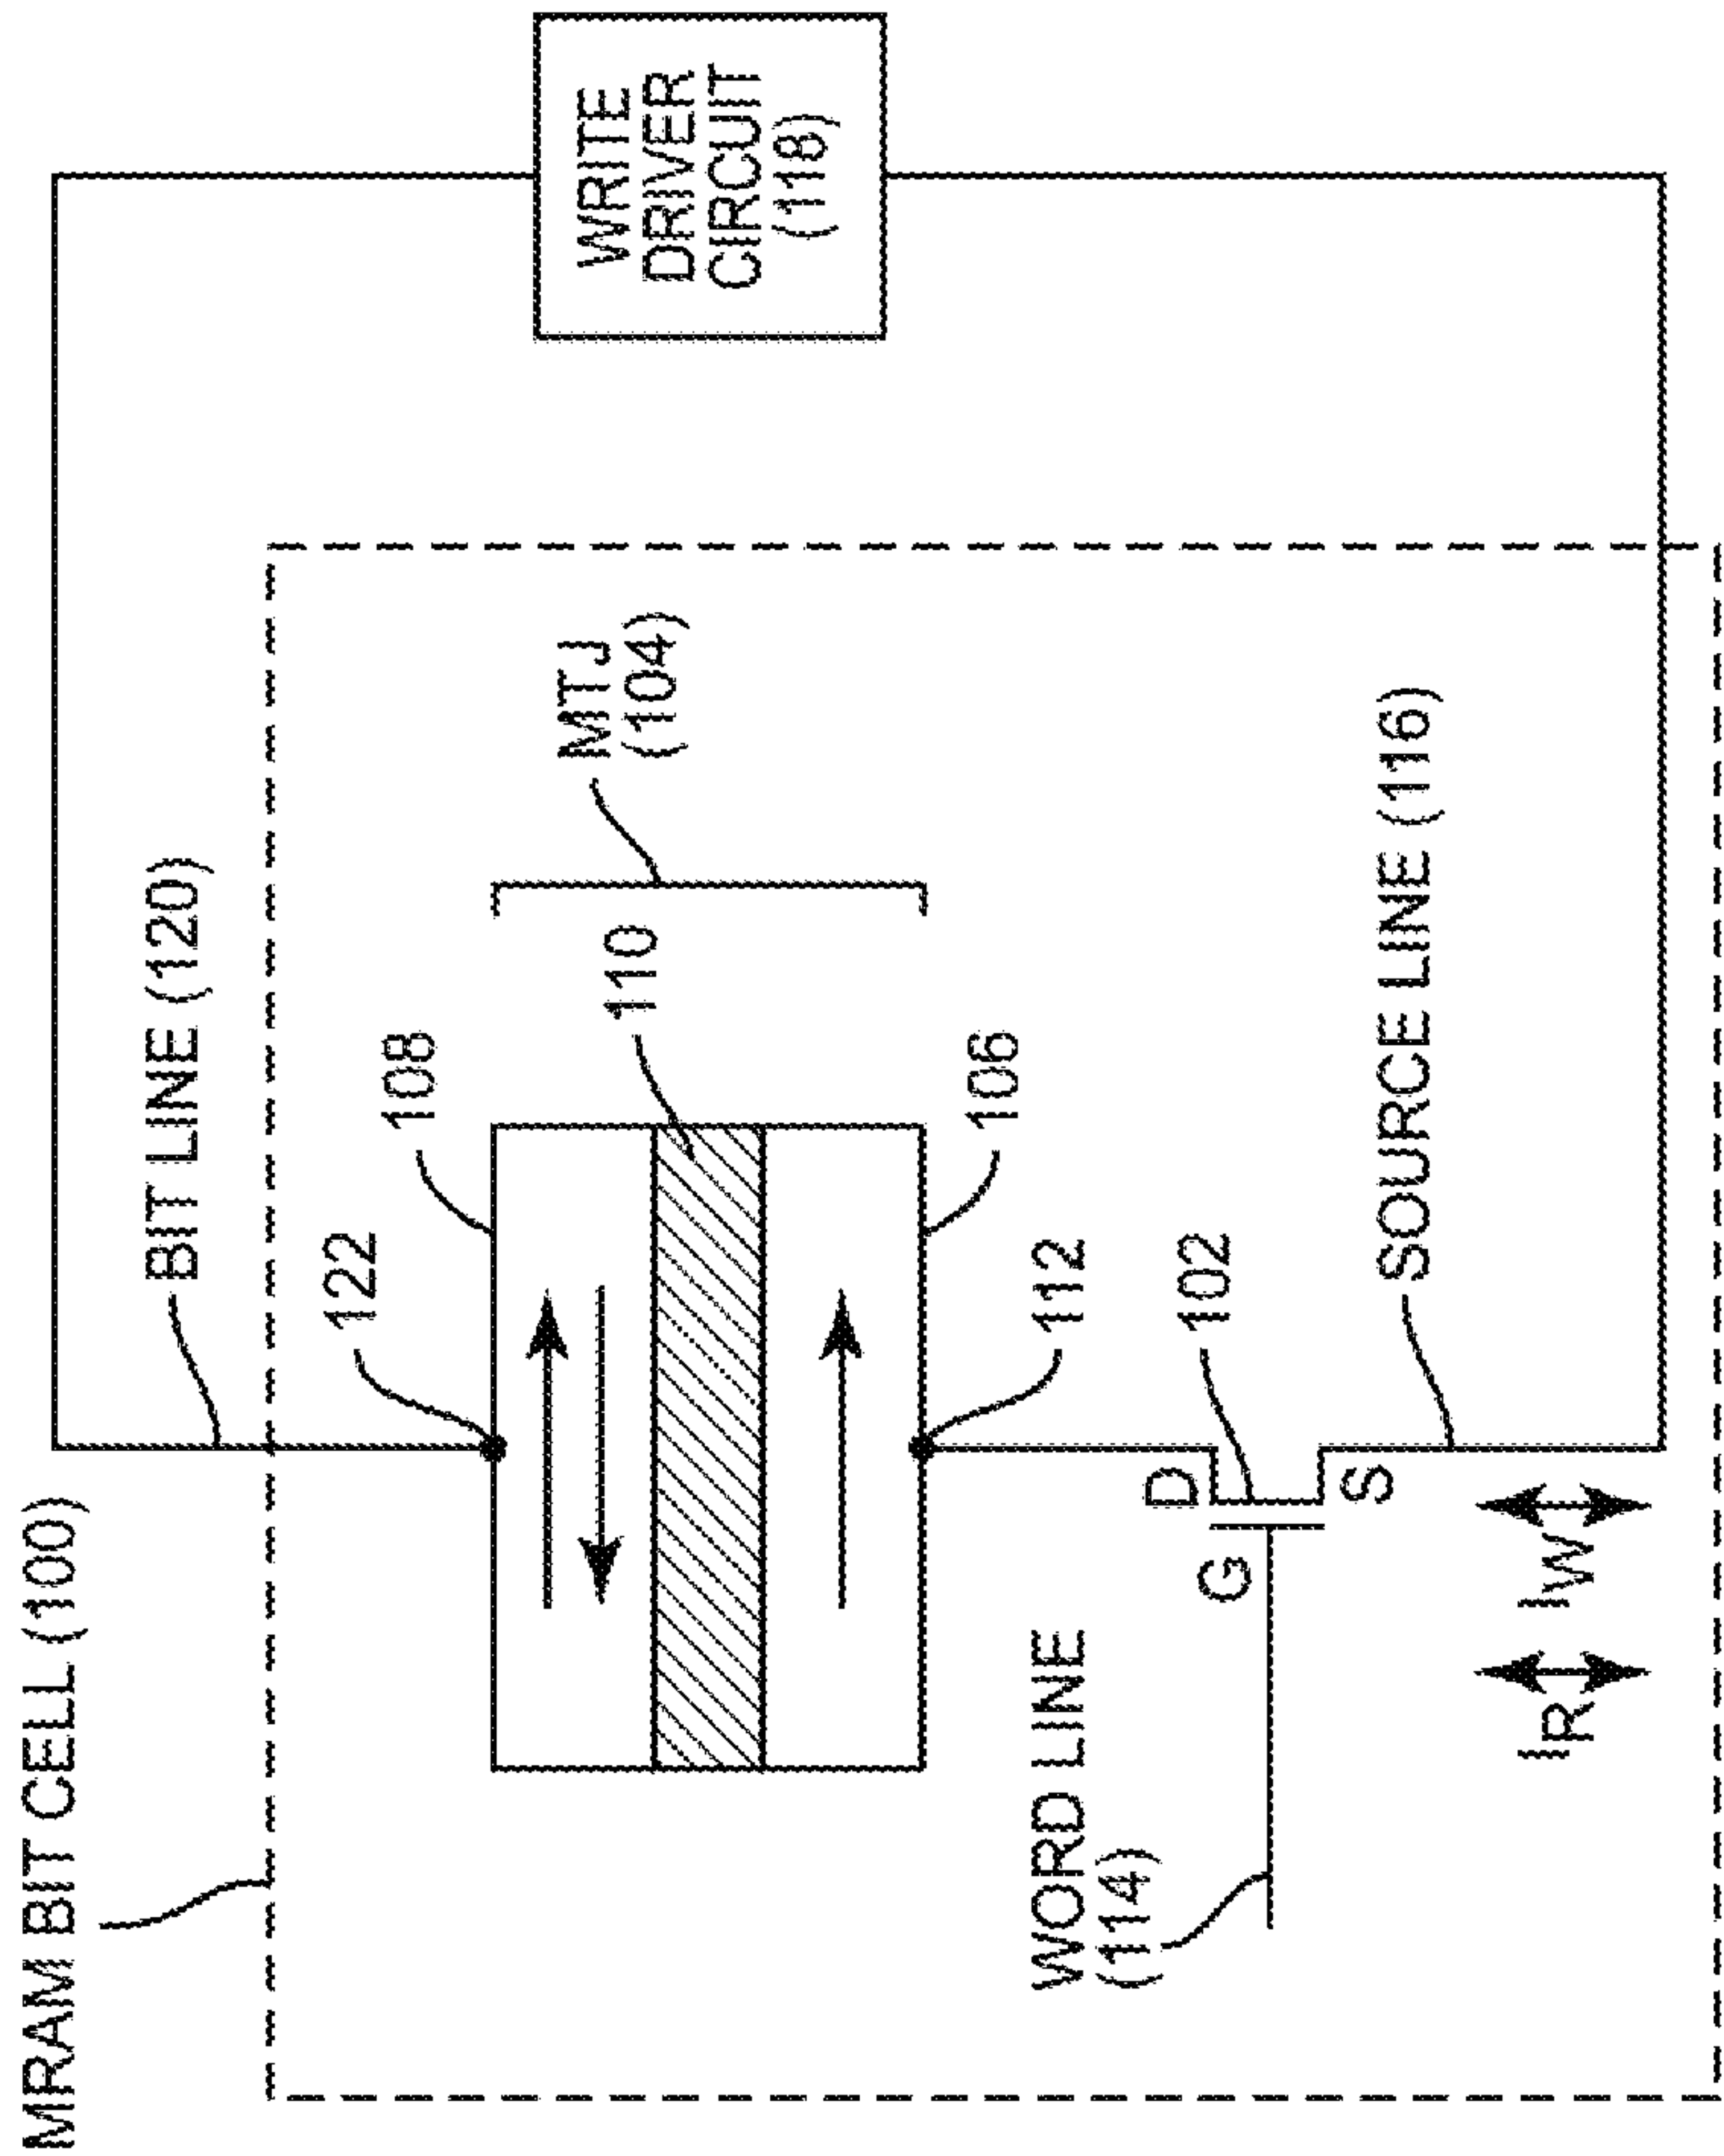 MRAM BIT CELL (100)
BIT LINE (120)
122
108
110
MTJ
(104)
WRITE
DRIVER
CIRCUIT
(118)
106
112
102
D
G
S
WORD LINE
(114)
SOURCE LINE (116)
IR
IW